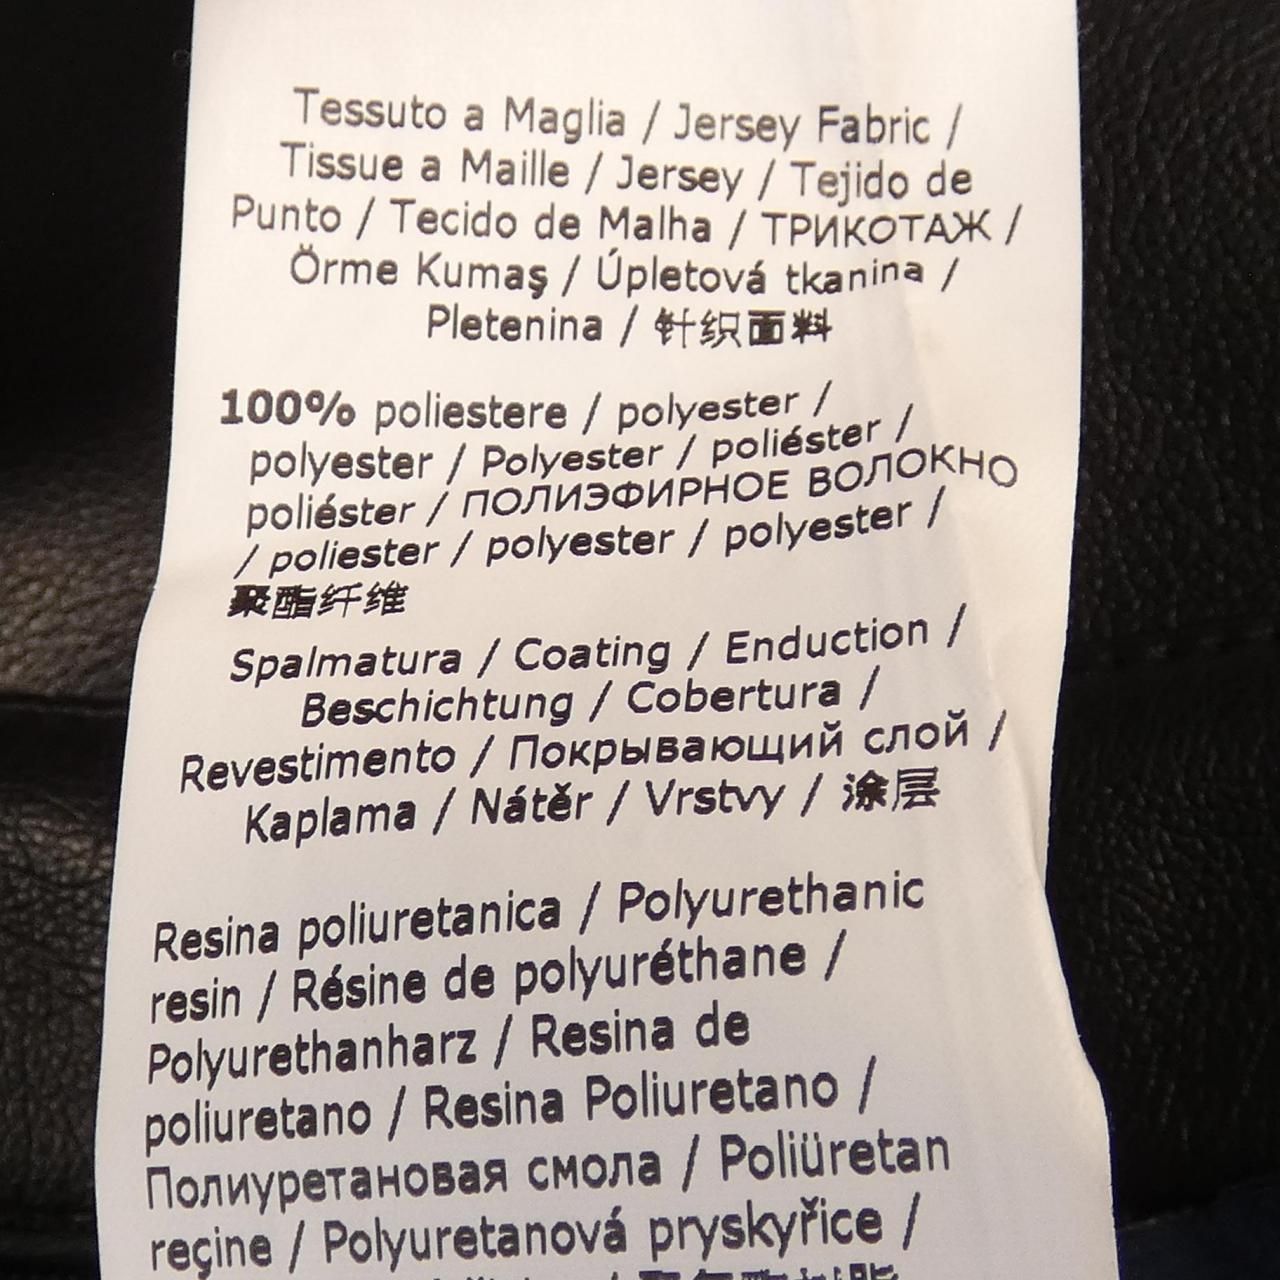 Tessuto a Maglia / Jersey Fabric /
Tissue a Maille / Jersey / Tejido de
Punto / Tecido de Malha / ТРИКОТАЖ /
Örme Kumaş / Úpletová tkanina /
Pletenina / 针织面料
100% poliestere / polyester /
polyester / Polyester / poliéster /
poliéster / ПОЛИЭФИРНОЕ ВОЛОКНО
/ poliester / polyester / polyester /
聚酯纤维
Spalmatura / Coating / Enduction /
Beschichtung / Cobertura /
Revestimento / Покрывающий слой /
Kaplama / Nátěr / Vrstvy / 涂层
Resina poliuretanica / Polyurethanic
resin / Résine de polyuréthane /
Polyurethanharz / Resina de
poliuretano / Resina Poliuretano /
Полиуретановая смола / Poliüretan
reçine / Polyuretanová pryskyřice /